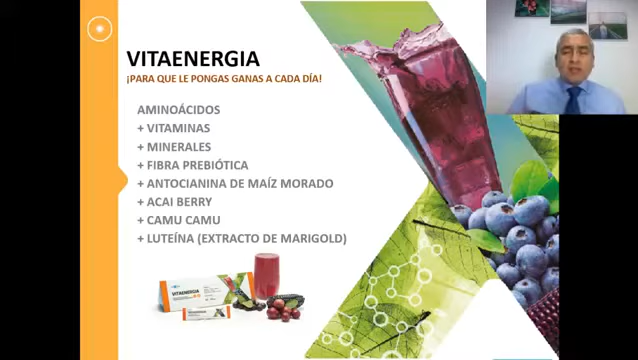 VITAENERGIA
¡PARA QUE LE PONGAS GANAS A CADA DÍA!
AMINOÁCIDOS
+ VITAMINAS
+ MINERALES
+ FIBRA PREBIÓTICA
+ ANTOCIANINA DE MAÍZ MORADO
+ ACAI BERRY
+ CAMU CAMU
+ LUTEÍNA (EXTRACTO DE MARIGOLD)
VITAENERGIA